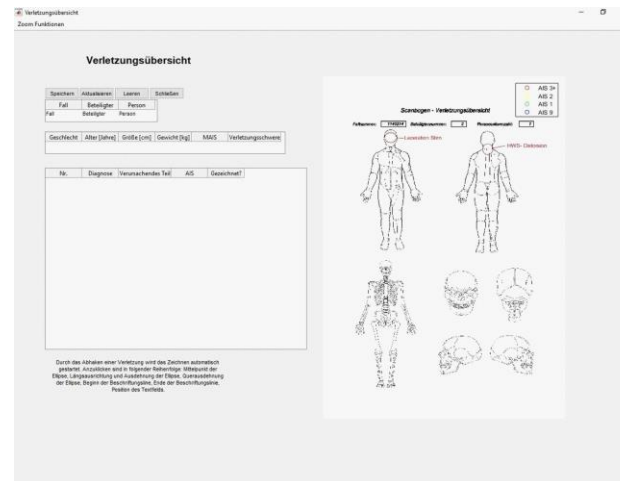 Verletzungsübersicht
Zoom Funktionen
Verletzungsübersicht
Speichern Aktualisieren Leeren Schließen
Fall Beteiligter Person
Fall Beteiligter Person
Geschlecht Alter [Jahre] Größe [cm] Gewicht [kg] MAIS Verletzungsschwere
Nr. Diagnose Verursachendes Teil AIS Gezeichnet?
Durch das Abhaken einer Verletzung wird das Zeichnen automatisch
gestartet. Anzuklicken sind in folgender Reihenfolge: Mittelpunkt der
Ellipse, Längsausrichtung und Ausdehnung der Ellipse, Querausdehnung
der Ellipse, Beginn der Beschriftungslinie, Ende der Beschriftungslinie,
Position des Textfelds.
AIS 3+
AIS 2
AIS 1
AIS 9
Scanbogen - Verletzungsübersicht
HWS- Distorsion